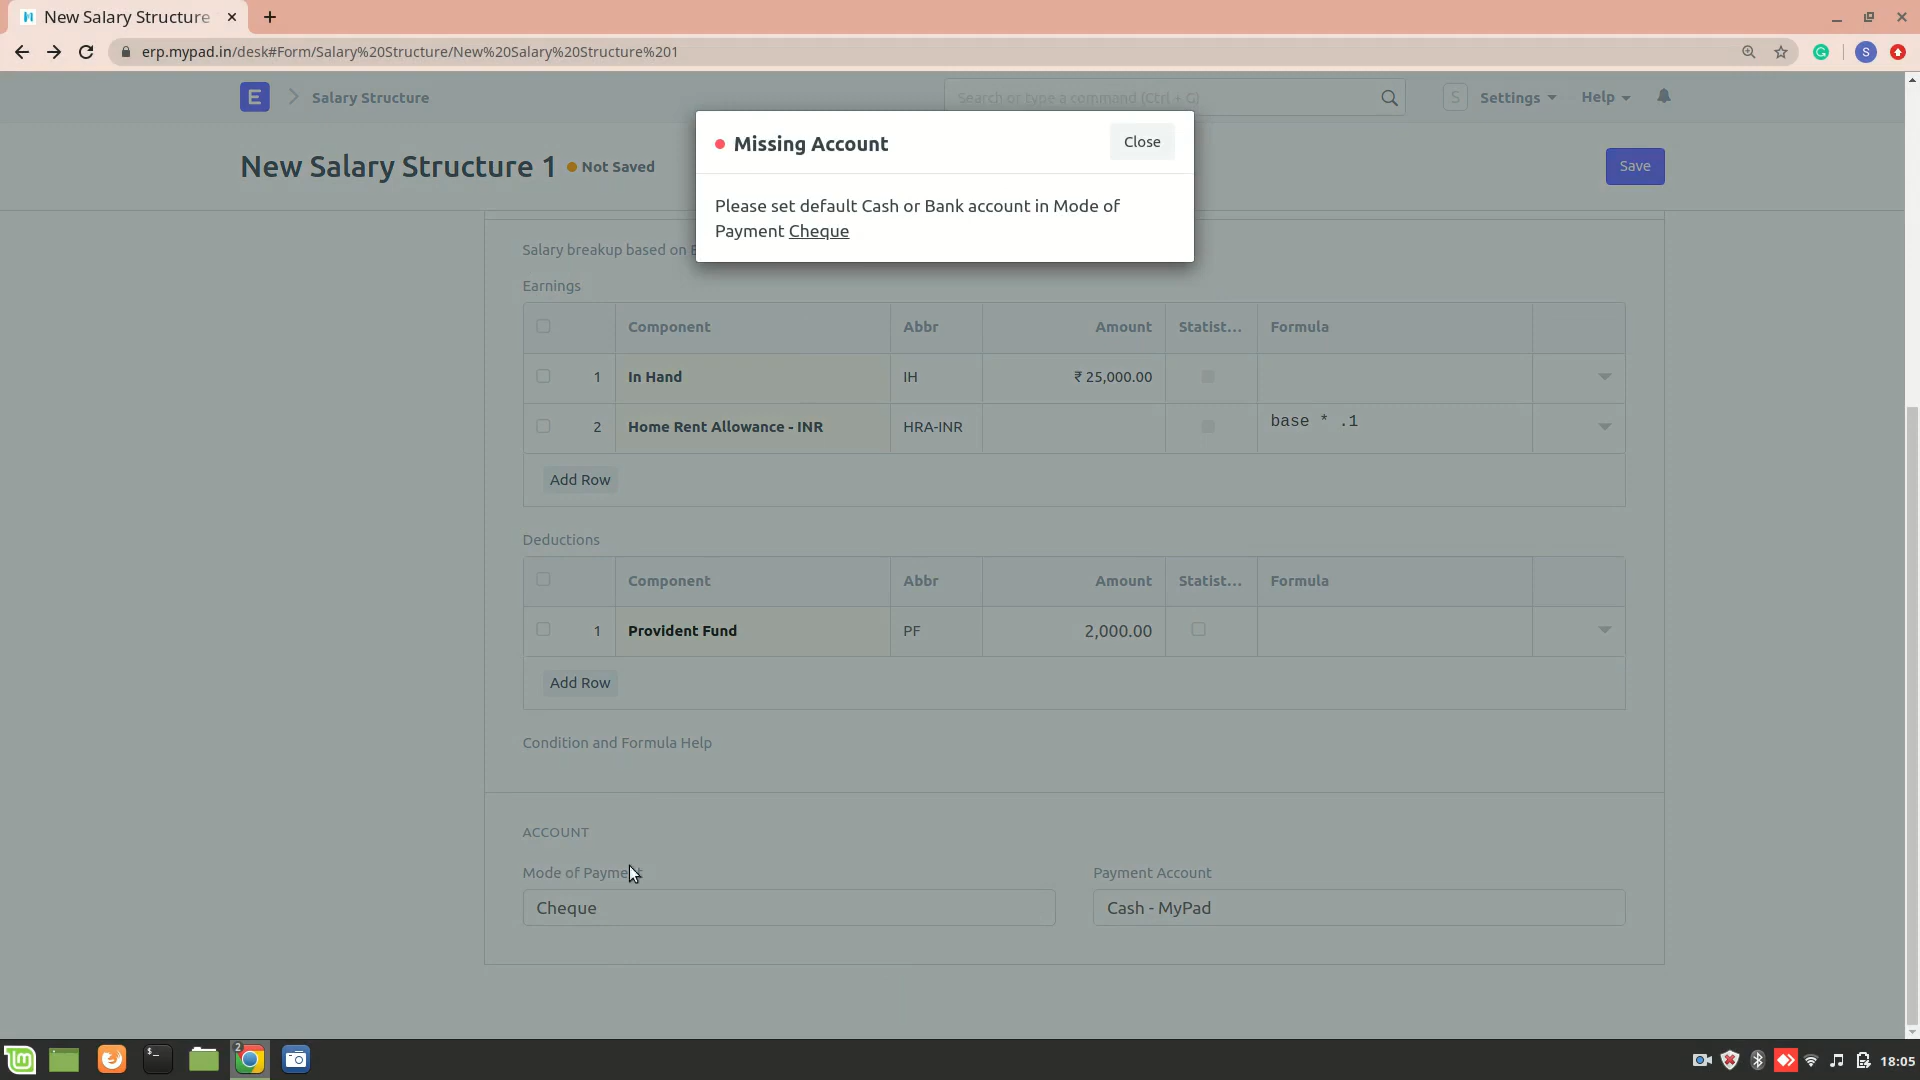 New Salary Structure
erp.mypad.in/desk#Form/Salary%20Structure/New%20Salary%20Structure%201
S
E
Salary Structure
Search or type a command (Ctrl + G)
S
Settings
Help
New Salary Structure 1
Not Saved
Save
Missing Account
Close
Please set default Cash or Bank account in Mode of
Payment Cheque
Salary breakup based on E
Earnings
Component Abbr Amount Statist... Formula
1 In Hand IH ₹ 25,000.00
2 Home Rent Allowance - INR HRA-INR base * .1
Add Row
Deductions
Component Abbr Amount Statist... Formula
1 Provident Fund PF 2,000.00
Add Row
Condition and Formula Help
ACCOUNT
Mode of Payment Payment Account
Cheque Cash - MyPad
2
18:05